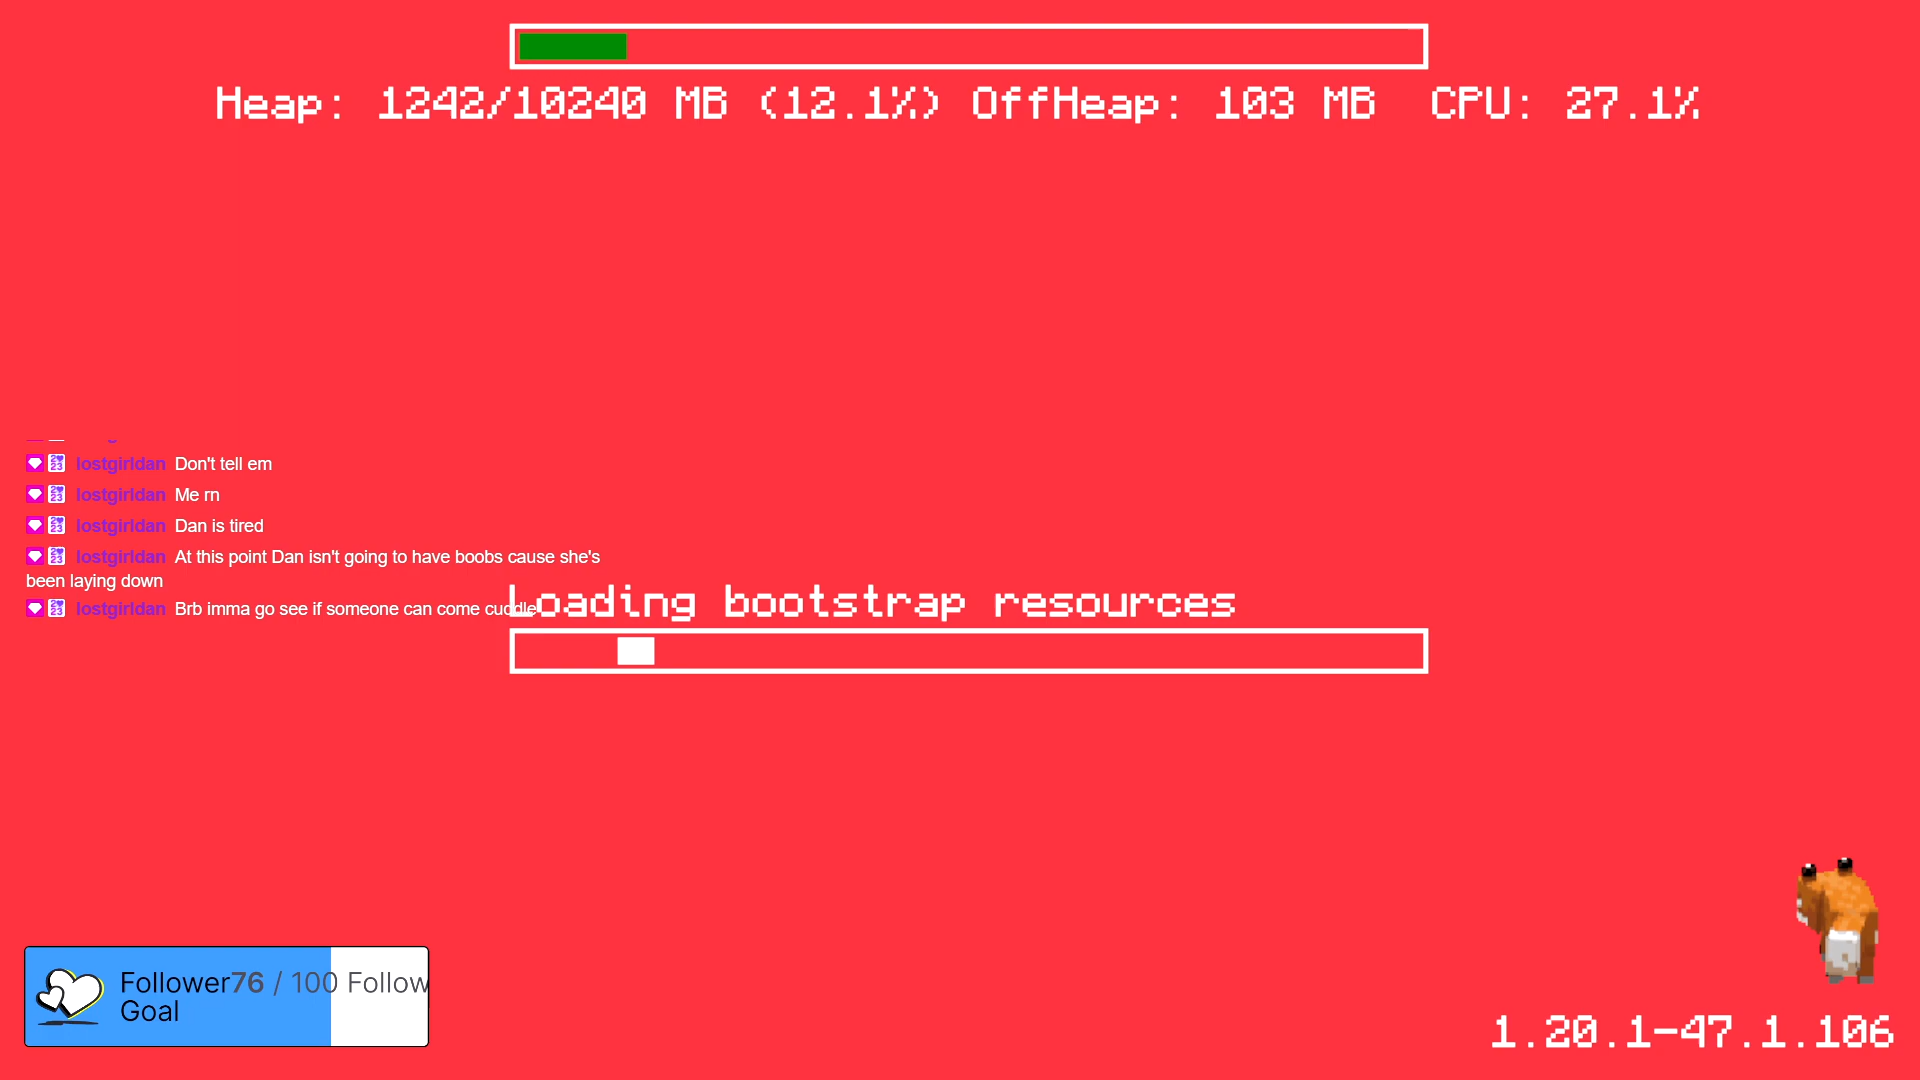 Heap: 1242/10240 MB (12.1%) OffHeap: 103 MB CPU: 27.1%
lostgirldan Don't tell em
lostgirldan Me rn
lostgirldan Dan is tired
lostgirldan At this point Dan isn't going to have boobs cause she's
been laying down
lostgirldan Brb imma go see if someone can come cuddle
Loading bootstrap resources
Follower 76 / 100 Follow
Goal
1.20.1-47.1.106